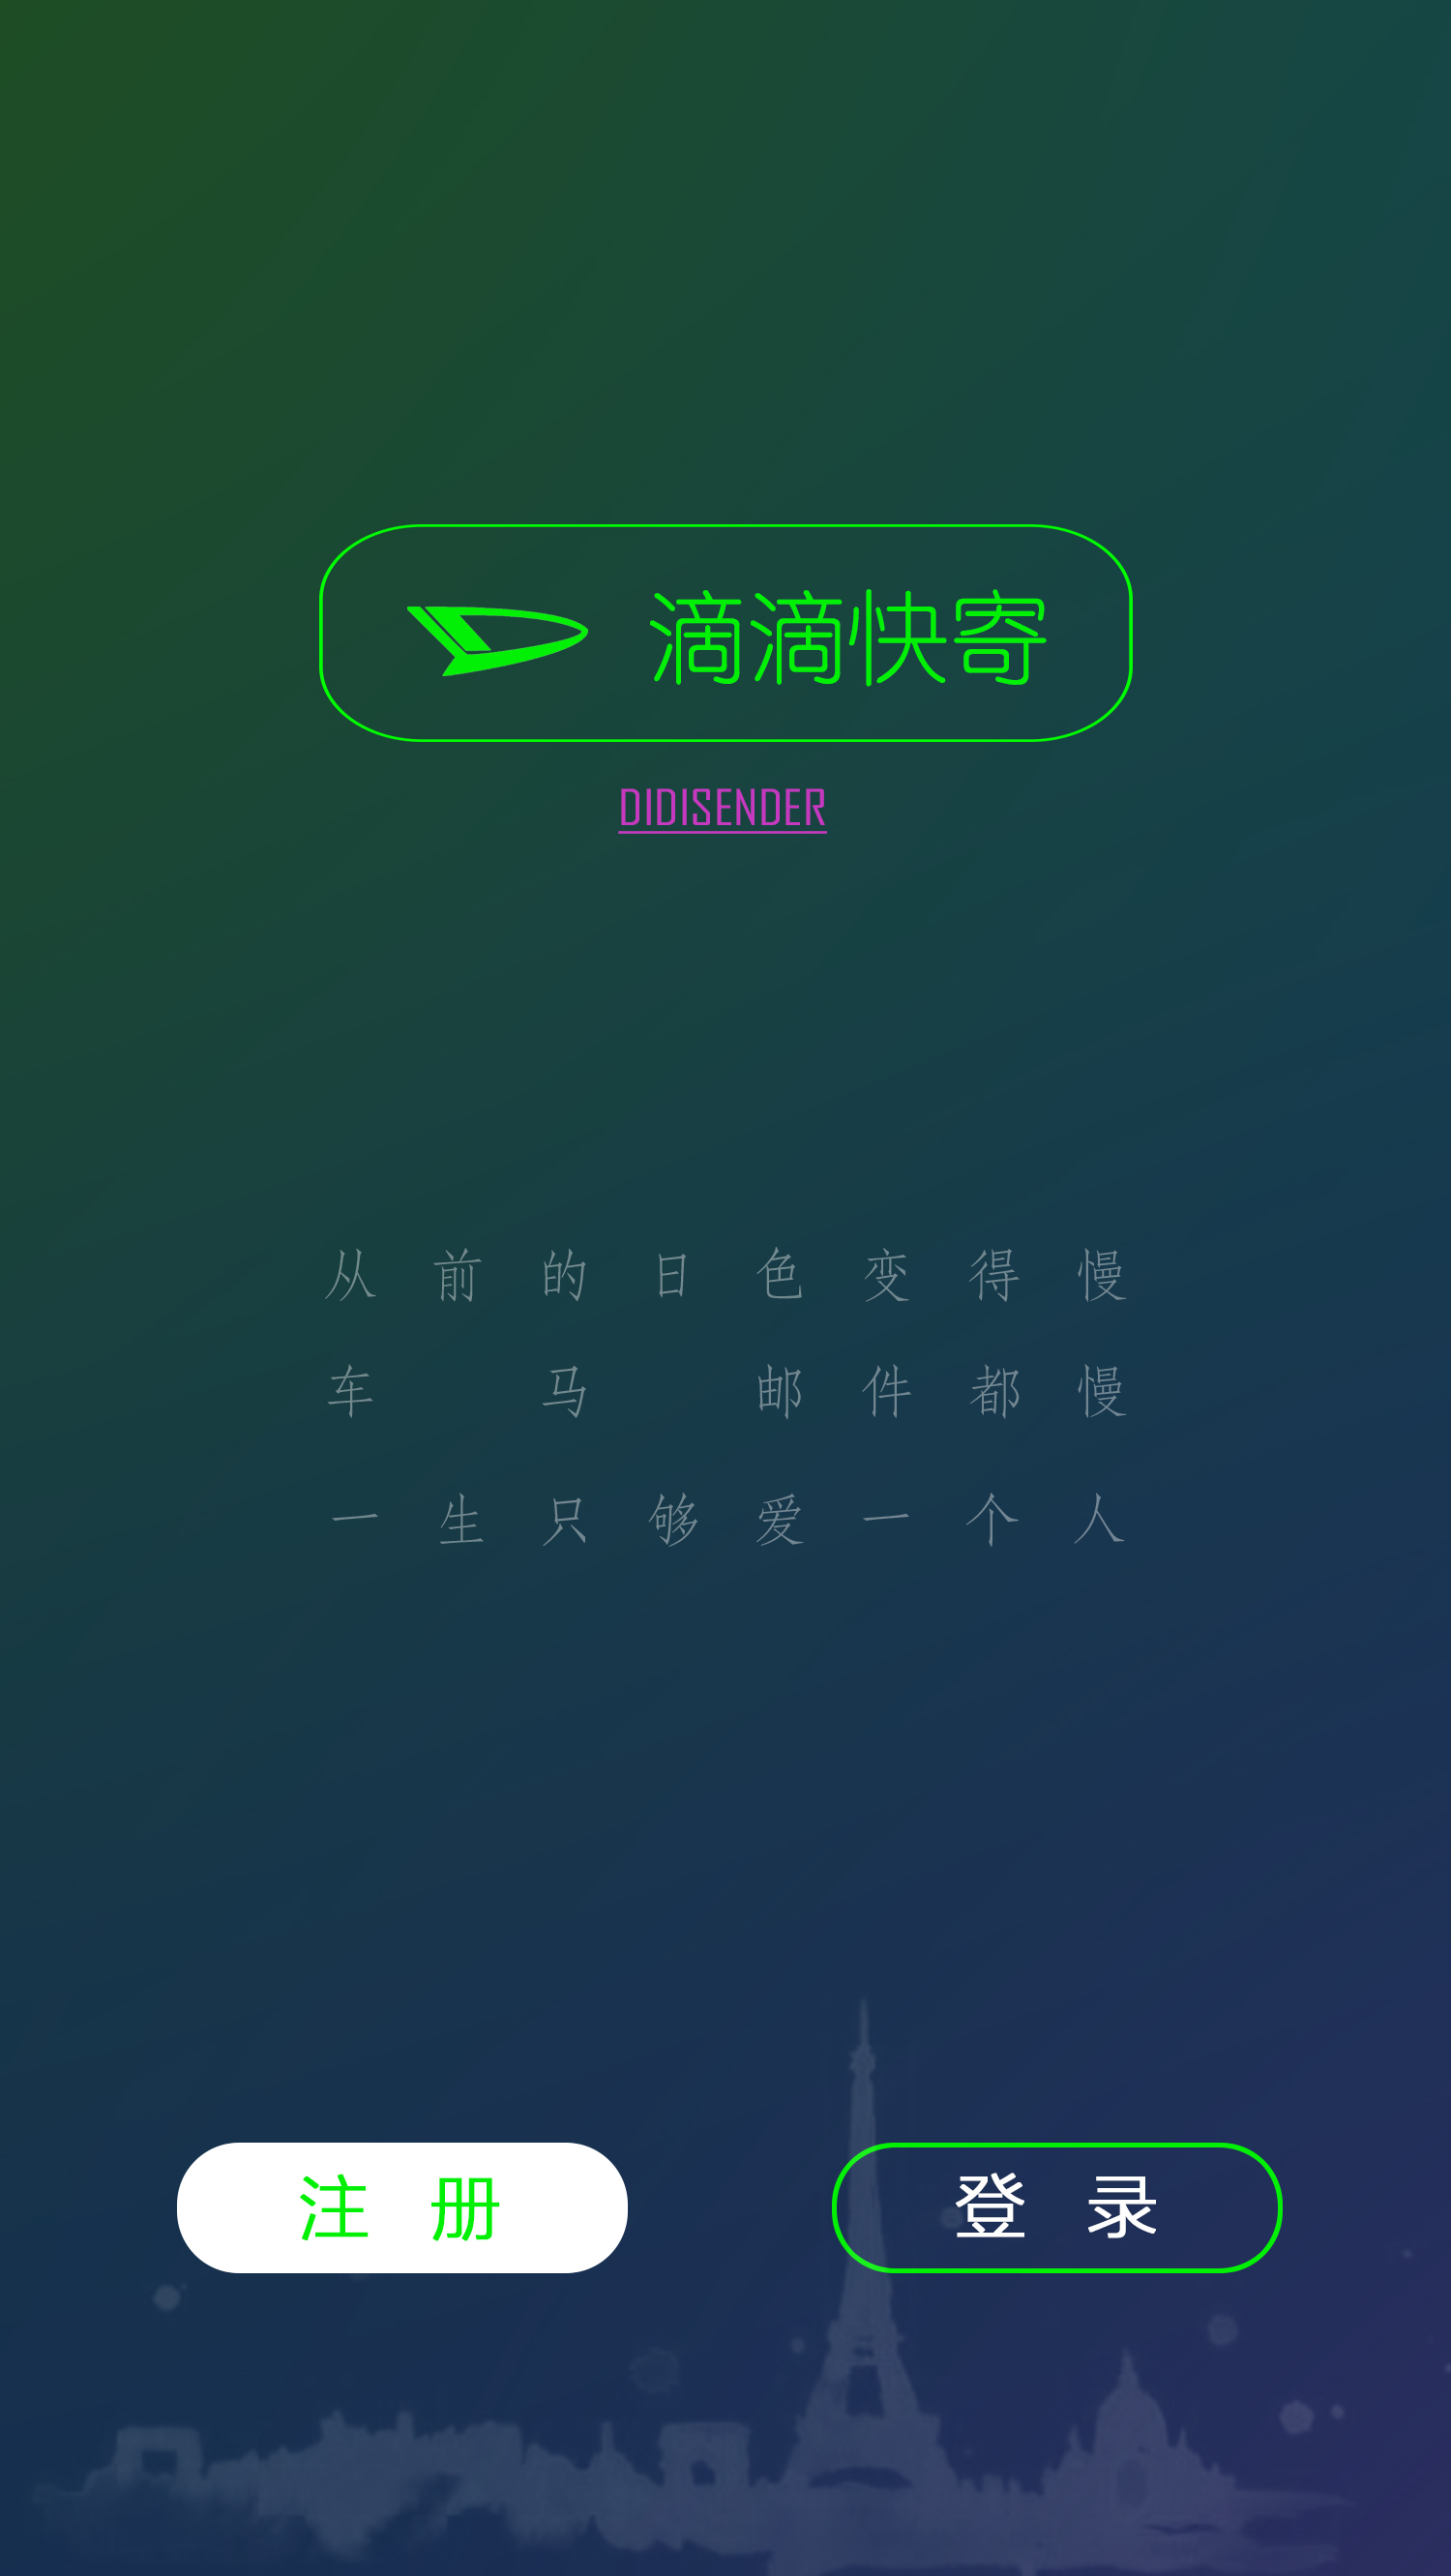 滴滴快寄
DIDISENDER
从前的日色变得慢
车 马 邮件都慢
一生只够爱一个人
注册 登录